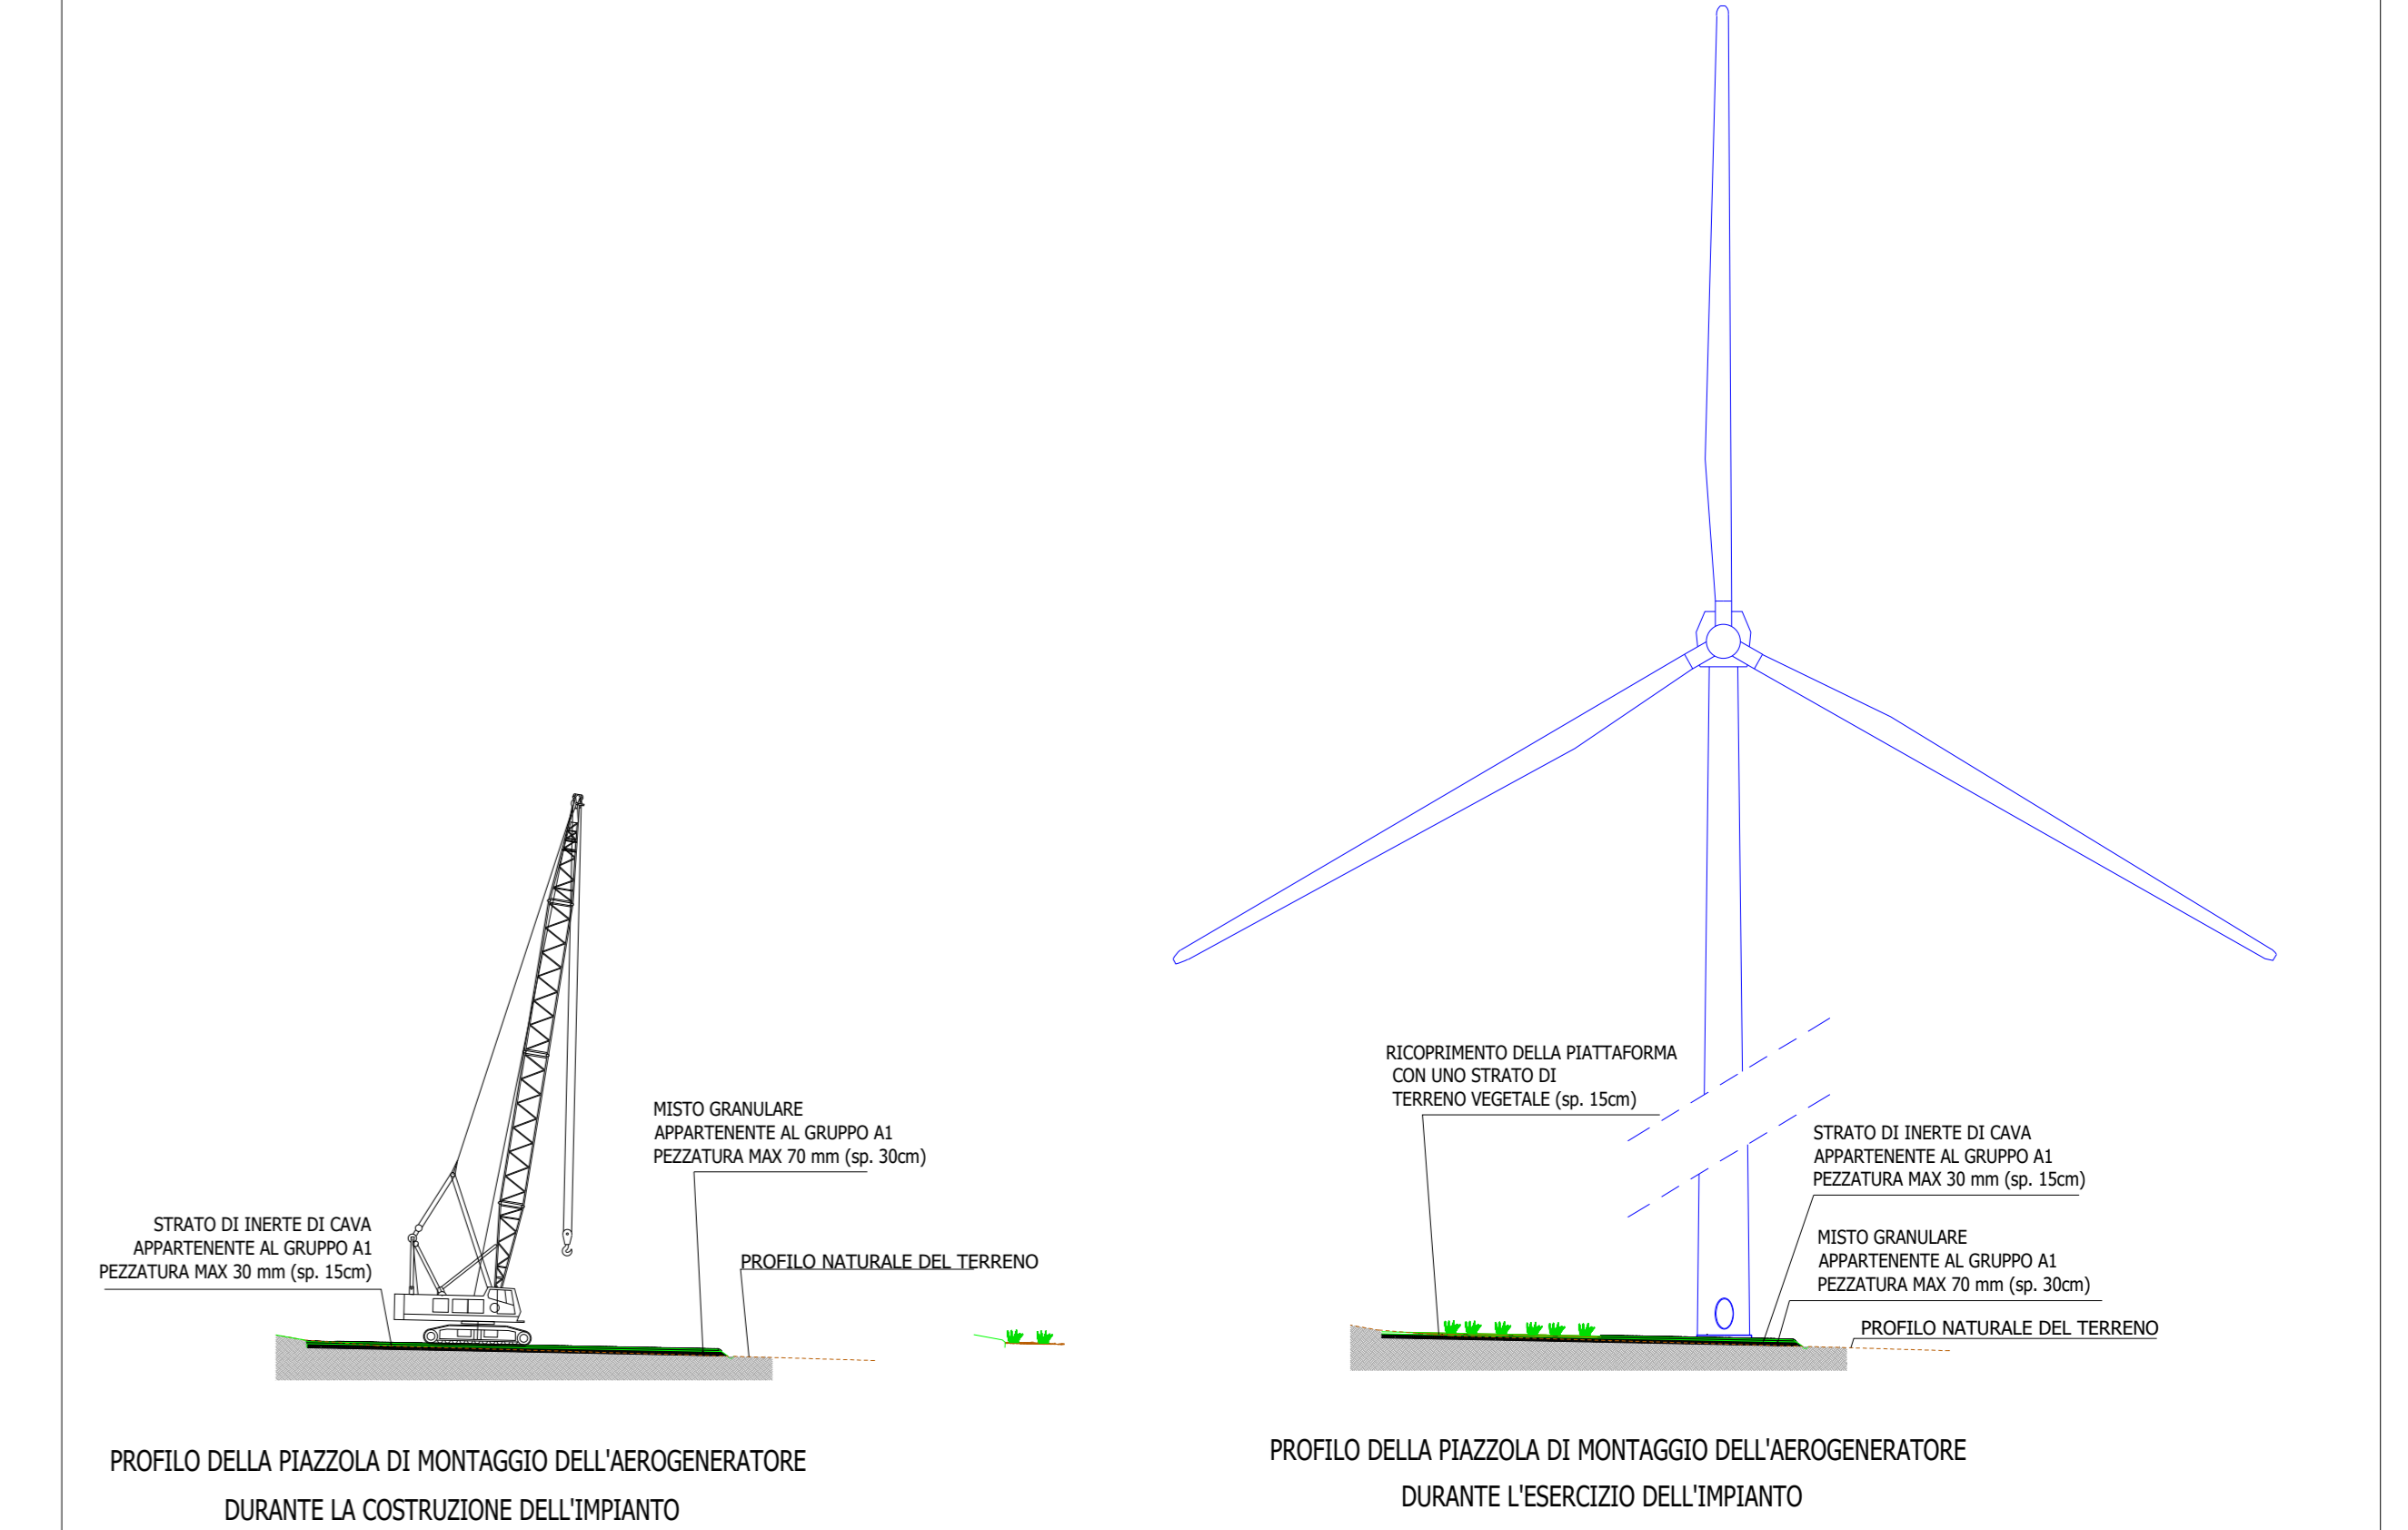 STRATO DI INERTE DI CAVA
APPARTENENTE AL GRUPPO A1
PEZZATURA MAX 30 mm (sp. 15cm)
MISTO GRANULARE
APPARTENENTE AL GRUPPO A1
PEZZATURA MAX 70 mm (sp. 30cm)
PROFILO NATURALE DEL TERRENO
PROFILO DELLA PIAZZOLA DI MONTAGGIO DELL'AEROGENERATORE
DURANTE LA COSTRUZIONE DELL'IMPIANTO
RICOPRIMENTO DELLA PIATTAFORMA
CON UNO STRATO DI
TERRENO VEGETALE (sp. 15cm)
STRATO DI INERTE DI CAVA
APPARTENENTE AL GRUPPO A1
PEZZATURA MAX 30 mm (sp. 15cm)
MISTO GRANULARE
APPARTENENTE AL GRUPPO A1
PEZZATURA MAX 70 mm (sp. 30cm)
PROFILO NATURALE DEL TERRENO
PROFILO DELLA PIAZZOLA DI MONTAGGIO DELL'AEROGENERATORE
DURANTE L'ESERCIZIO DELL'IMPIANTO